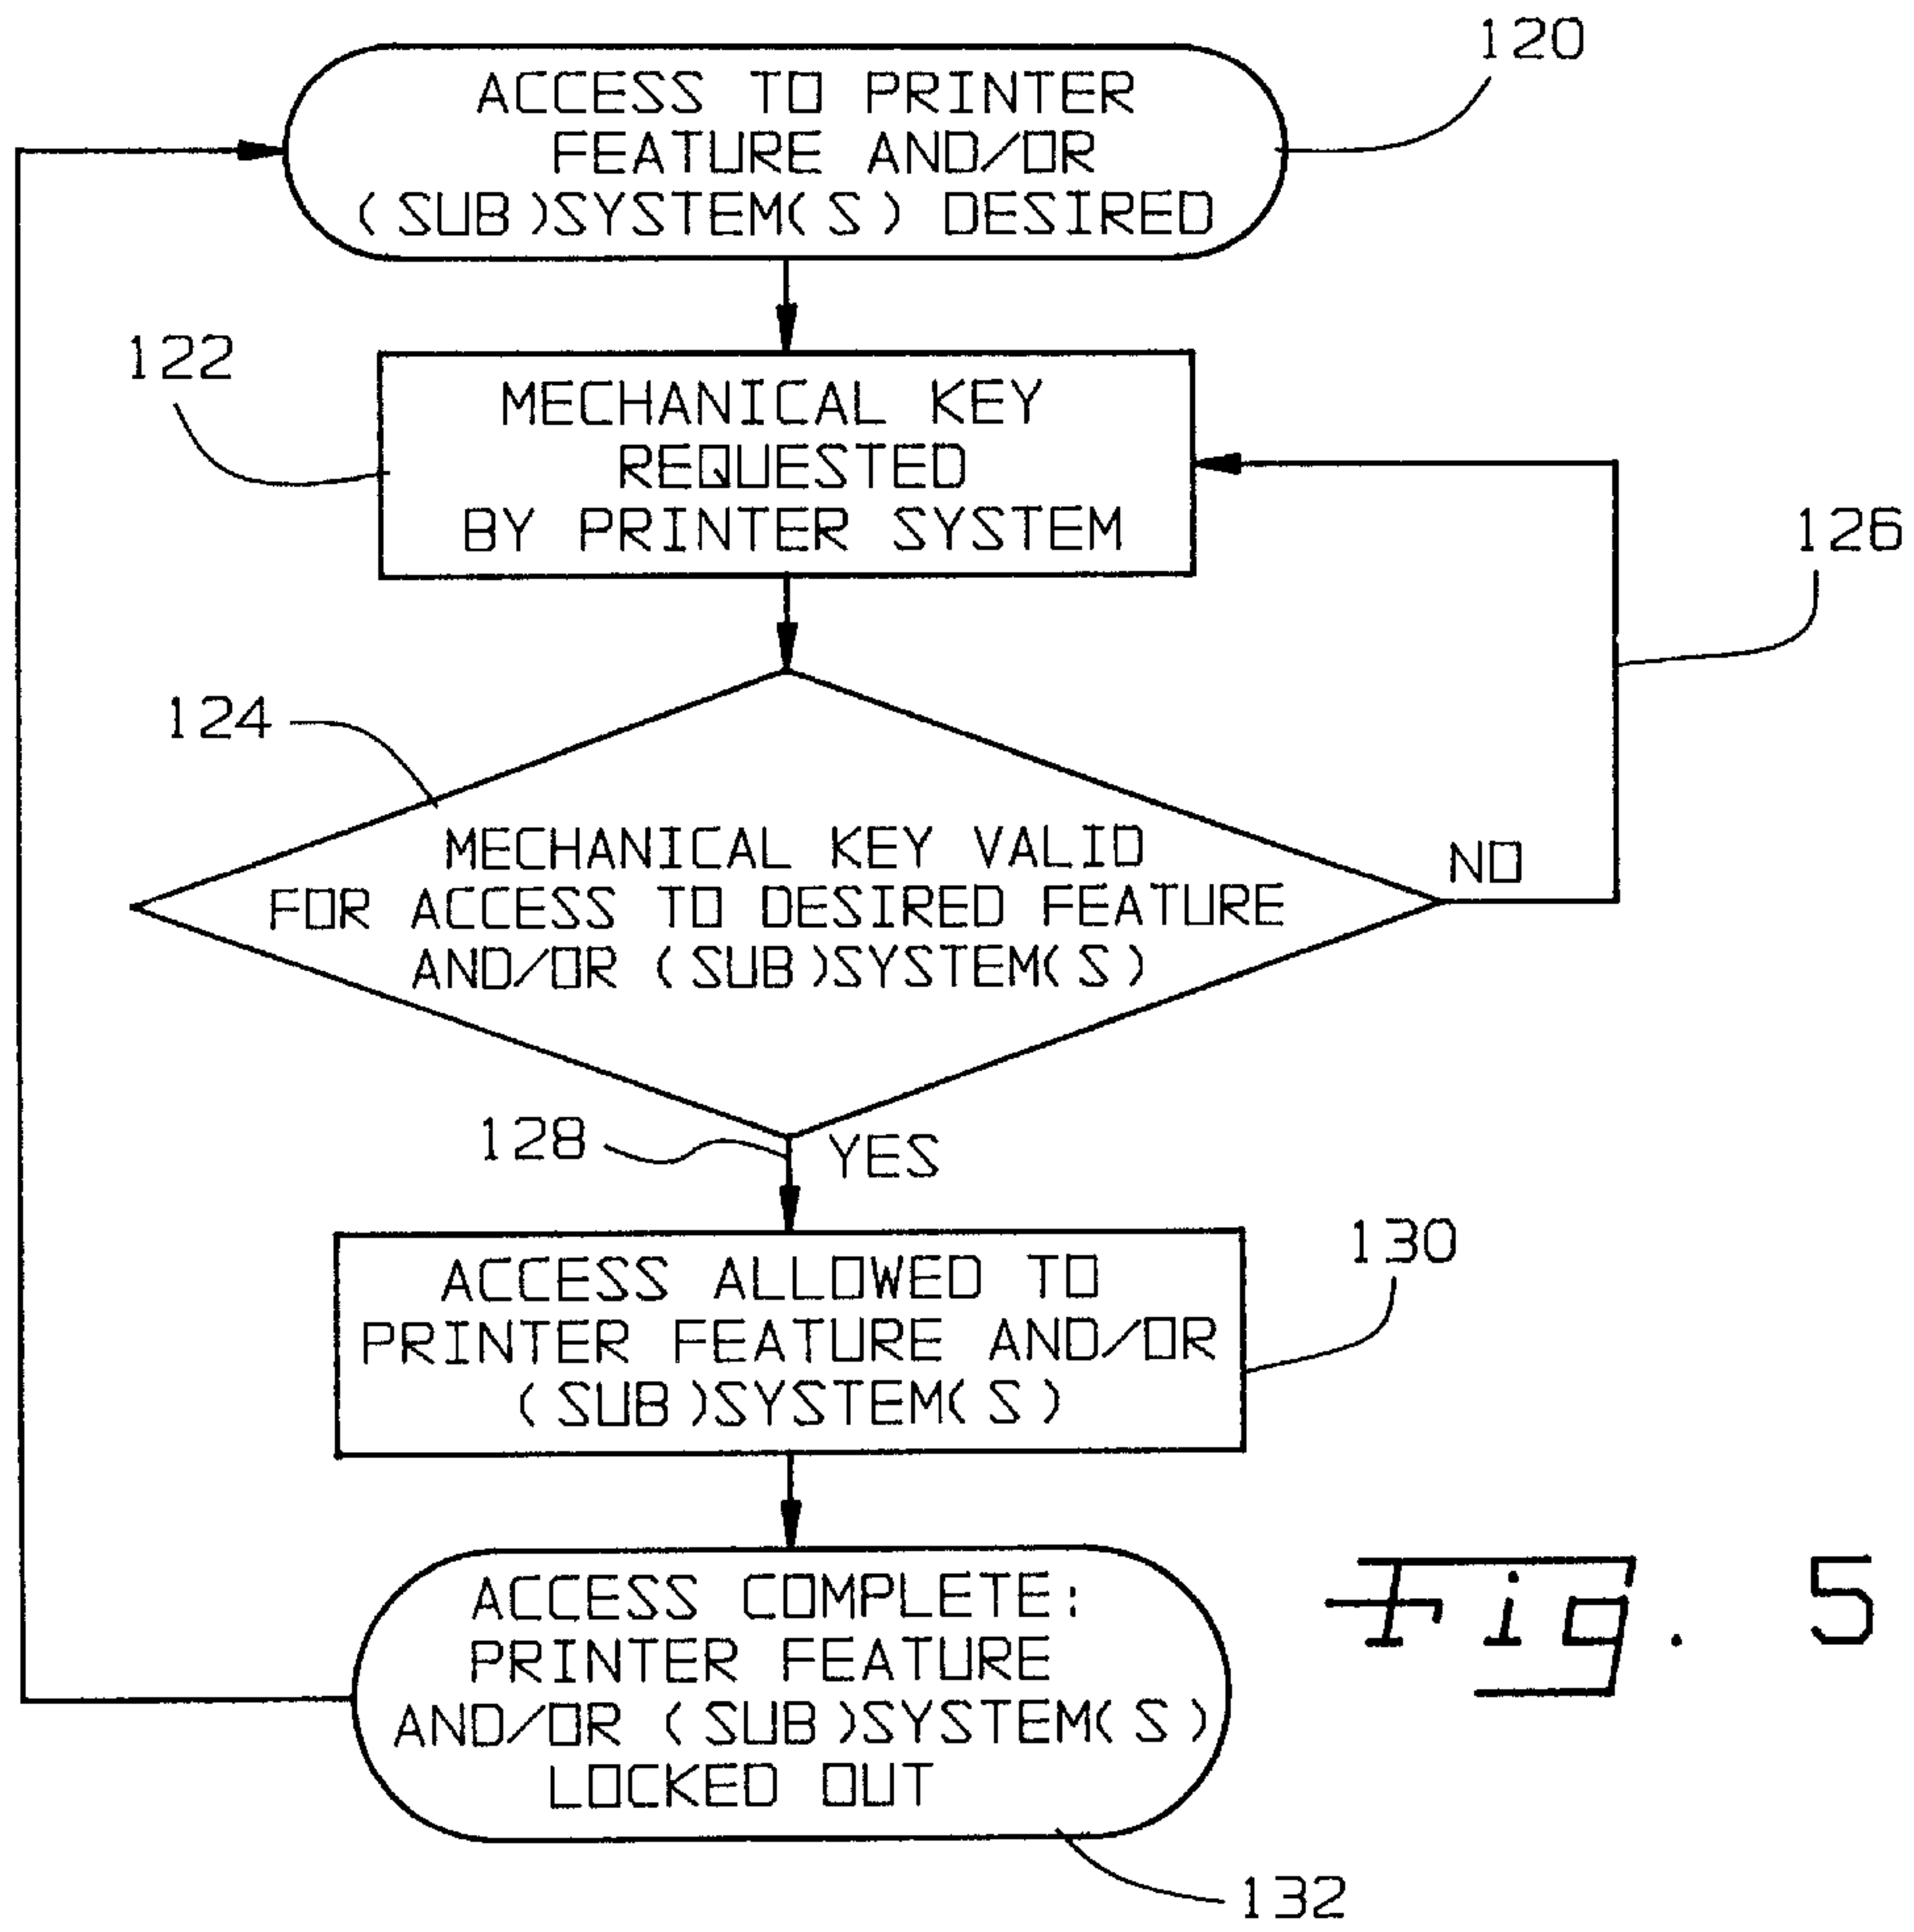 120
ACCESS TO PRINTER
FEATURE AND/OR
(SUB)SYSTEM(S) DESIRED
122
MECHANICAL KEY
REQUESTED
BY PRINTER SYSTEM
126
124
MECHANICAL KEY VALID
FOR ACCESS TO DESIRED FEATURE
AND/OR (SUB)SYSTEM(S)
NO
128
YES
130
ACCESS ALLOWED TO
PRINTER FEATURE AND/OR
(SUB)SYSTEM(S)
ACCESS COMPLETE:
PRINTER FEATURE
AND/OR (SUB)SYSTEM(S)
LOCKED OUT
Fig. 5
132